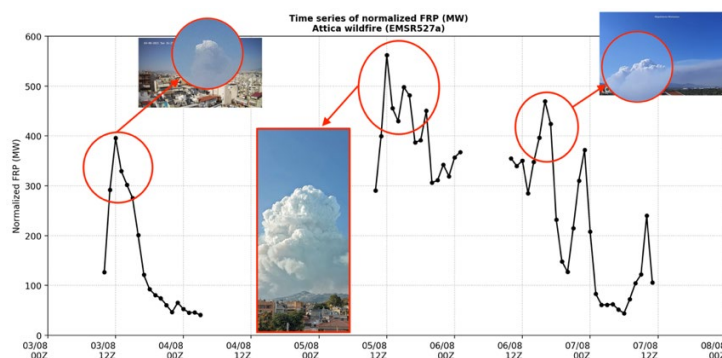 Time series of normalized FRP (MW)
Attica wildfire (EMSR527a)
Normalized FRP (MW)
600
500
400
300
200
100
0
03/08
00Z
03/08
12Z
04/08
00Z
04/08
12Z
05/08
00Z
05/08
12Z
06/08
00Z
06/08
12Z
07/08
00Z
07/08
12Z
08/08
00Z